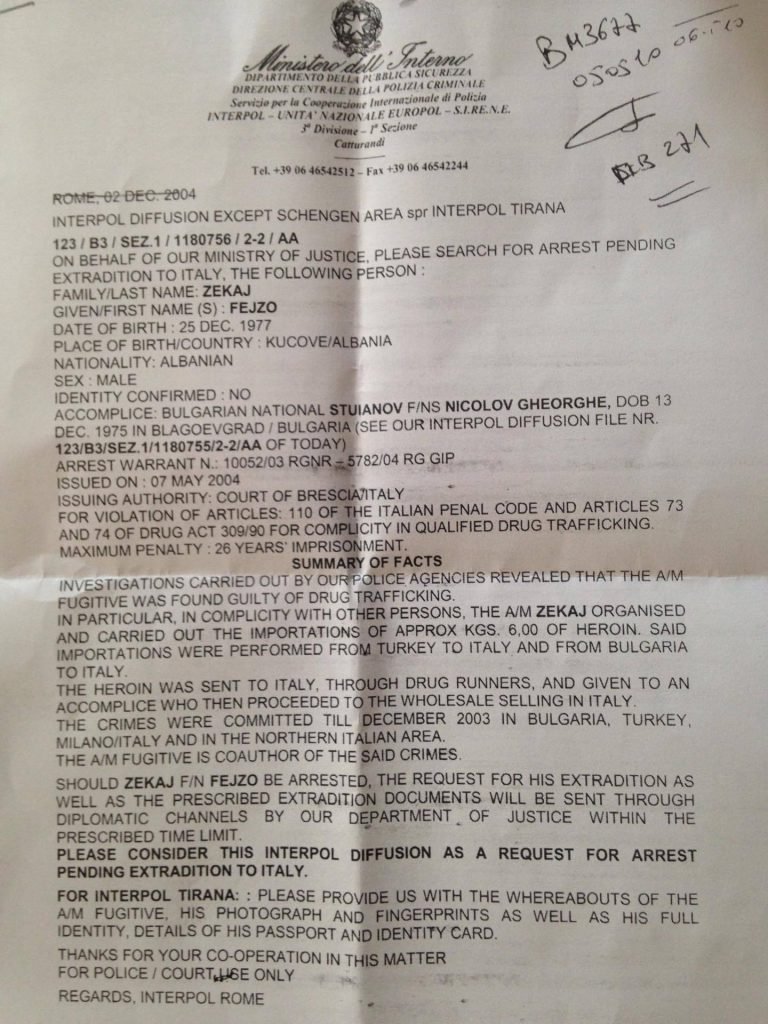 Ministero dell'Interno
DIPARTIMENTO DELLA PUBBLICA SICUREZZA
DIREZIONE CENTRALE DELLA POLIZIA CRIMINALE
Servizio per la Cooperazione Internazionale di Polizia
INTERPOL – UNITA' NAZIONALE EUROPOL – S.I.RE.N.E.
3ª Divisione – 1ª Sezione
Catturandi
Tel. +39 06 46542512 – Fax +39 06 46542244
BM3677
050510
271
ROME, 02 DEC. 2004
INTERPOL DIFFUSION EXCEPT SCHENGEN AREA spr INTERPOL TIRANA
123 / B3 / SEZ.1 / 1180756 / 2-2 / AA
ON BEHALF OF OUR MINISTRY OF JUSTICE, PLEASE SEARCH FOR ARREST PENDING
EXTRADITION TO ITALY, THE FOLLOWING PERSON :
FAMILY/LAST NAME: ZEKAJ
GIVEN/FIRST NAME (S) : FEJZO
DATE OF BIRTH : 25 DEC. 1977
PLACE OF BIRTH/COUNTRY : KUCOVE/ALBANIA
NATIONALITY: ALBANIAN
SEX : MALE
IDENTITY CONFIRMED : NO
ACCOMPLICE: BULGARIAN NATIONAL STUIANOV F/NS NICOLOV GHEORGHE, DOB 13
DEC. 1975 IN BLAGOEVGRAD / BULGARIA (SEE OUR INTERPOL DIFFUSION FILE NR.
123/B3/SEZ.1/1180755/2-2/AA OF TODAY)
ARREST WARRANT N.: 10052/03 RGNR – 5782/04 RG GIP
ISSUED ON : 07 MAY 2004
ISSUING AUTHORITY: COURT OF BRESCIA/ITALY
FOR VIOLATION OF ARTICLES: 110 OF THE ITALIAN PENAL CODE AND ARTICLES 73
AND 74 OF DRUG ACT 309/90 FOR COMPLICITY IN QUALIFIED DRUG TRAFFICKING.
MAXIMUM PENALTY : 26 YEARS' IMPRISONMENT.
SUMMARY OF FACTS
INVESTIGATIONS CARRIED OUT BY OUR POLICE AGENCIES REVEALED THAT THE A/M
FUGITIVE WAS FOUND GUILTY OF DRUG TRAFFICKING.
IN PARTICULAR, IN COMPLICITY WITH OTHER PERSONS, THE A/M ZEKAJ ORGANISED
AND CARRIED OUT THE IMPORTATIONS OF APPROX KGS. 6,00 OF HEROIN. SAID
IMPORTATIONS WERE PERFORMED FROM TURKEY TO ITALY AND FROM BULGARIA
TO ITALY.
THE HEROIN WAS SENT TO ITALY, THROUGH DRUG RUNNERS, AND GIVEN TO AN
ACCOMPLICE WHO THEN PROCEEDED TO THE WHOLESALE SELLING IN ITALY.
THE CRIMES WERE COMMITTED TILL DECEMBER 2003 IN BULGARIA, TURKEY,
MILANO/ITALY AND IN THE NORTHERN ITALIAN AREA.
THE A/M FUGITIVE IS COAUTHOR OF THE SAID CRIMES.
SHOULD ZEKAJ F/N FEJZO BE ARRESTED, THE REQUEST FOR HIS EXTRADITION AS
WELL AS THE PRESCRIBED EXTRADITION DOCUMENTS WILL BE SENT THROUGH
DIPLOMATIC CHANNELS BY OUR DEPARTMENT OF JUSTICE WITHIN THE
PRESCRIBED TIME LIMIT.
PLEASE CONSIDER THIS INTERPOL DIFFUSION AS A REQUEST FOR ARREST
PENDING EXTRADITION TO ITALY.
FOR INTERPOL TIRANA: : PLEASE PROVIDE US WITH THE WHEREABOUTS OF THE
A/M FUGITIVE, HIS PHOTOGRAPH AND FINGERPRINTS AS WELL AS HIS FULL
IDENTITY, DETAILS OF HIS PASSPORT AND IDENTITY CARD.
THANKS FOR YOUR CO-OPERATION IN THIS MATTER
FOR POLICE / COURT USE ONLY
REGARDS, INTERPOL ROME